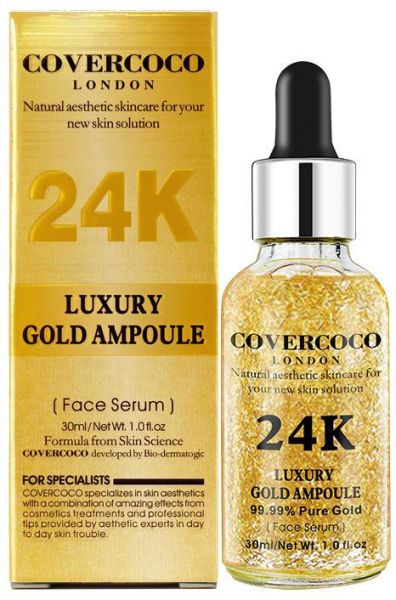 COVERCOCO
LONDON
Natural aesthetic skincare for your
new skin solution
24K
LUXURY
GOLD AMPOULE
( Face Serum )
30ml/Net Wt. 1.0 fl.oz
Formula from Skin Science
COVERCOCO developed by Bio-dermatogic
FOR SPECIALISTS
COVERCOCO specializes in skin aesthetics
with a combination of amazing effects from
cosmetics treatments and professional
tips provided by aethetic experts in day
to day skin trouble.
COVERCOCO
LONDON
Natural aesthetic skincare for
your new skin solution
24K
LUXURY
GOLD AMPOULE
99.99% Pure Gold
( Face Serum )
30ml/Net Wt. 1.0 fl.oz